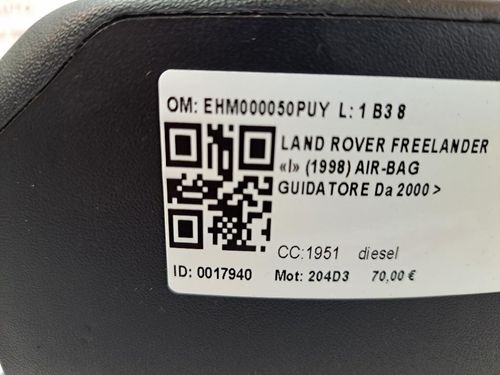 OM: EHM000050PUY L: 1 B3 8
LAND ROVER FREELANDER
«I» (1998) AIR-BAG
GUIDATORE Da 2000 >
CC:1951 diesel
ID: 0017940 Mot: 204D3 70,00 €